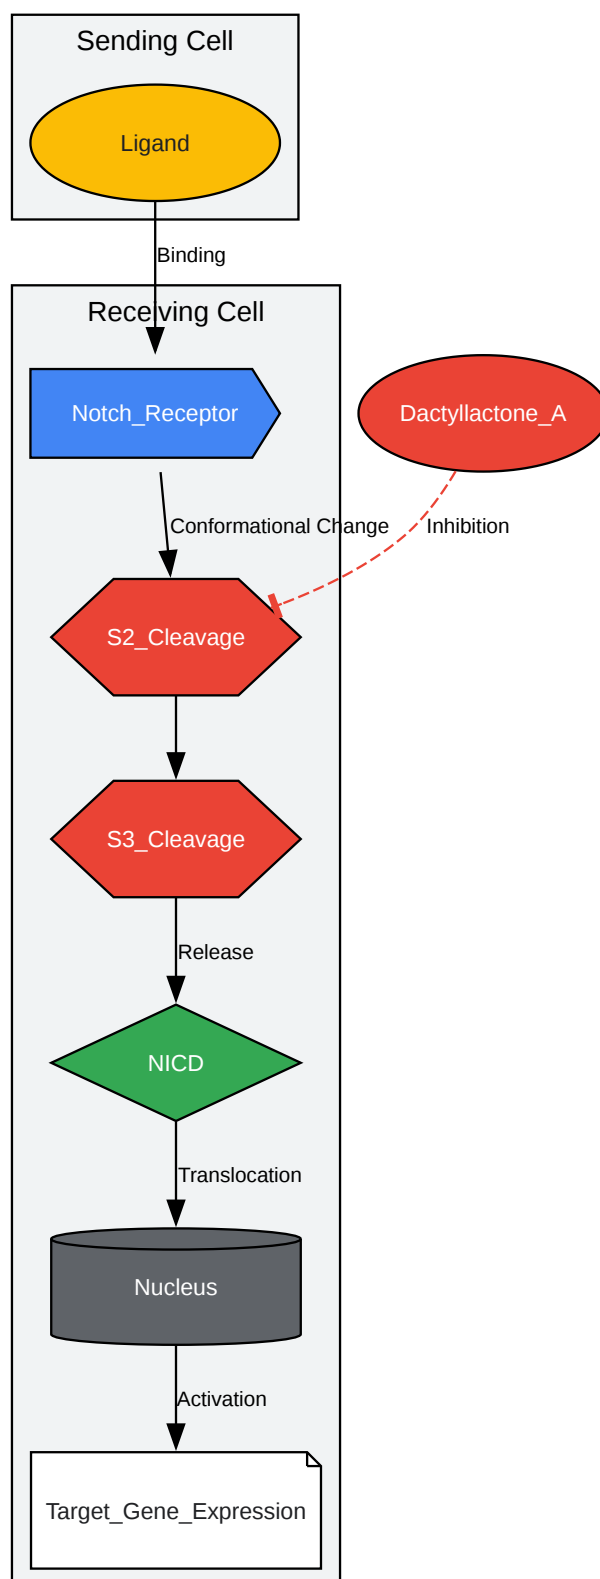 Sending Cell
Ligand
Binding
Receiving Cell
Notch_Receptor
Dactyllactone_A
Conformational Change
Inhibition
S2_Cleavage
S3_Cleavage
Release
NICD
Translocation
Nucleus
Activation
Target_Gene_Expression